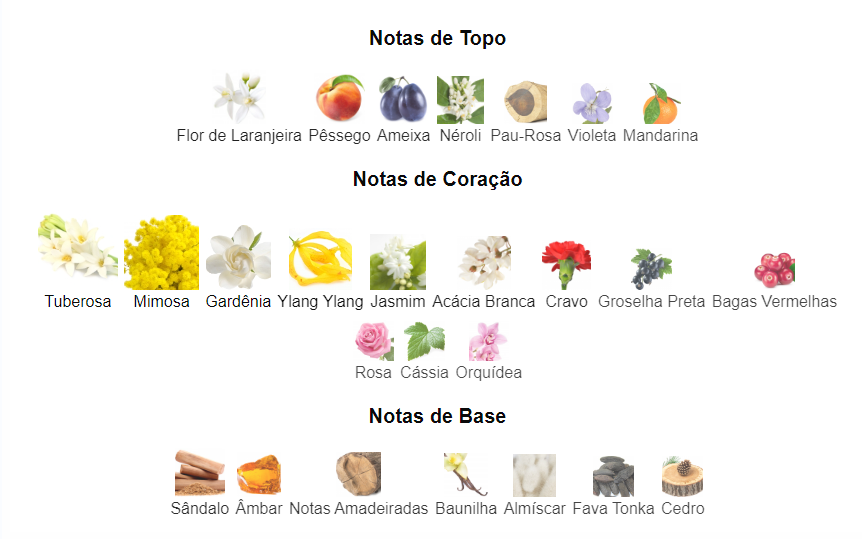 Notas de Topo
Flor de Laranjeira Pêssego Ameixa Néroli Pau-Rosa Violeta Mandarina
Notas de Coração
Tuberosa Mimosa Gardênia Ylang Ylang Jasmim Acácia Branca Cravo Groselha Preta Bagas Vermelhas
Rosa Cássia Orquídea
Notas de Base
Sândalo Âmbar Notas Amadeiradas Baunilha Almíscar Fava Tonka Cedro